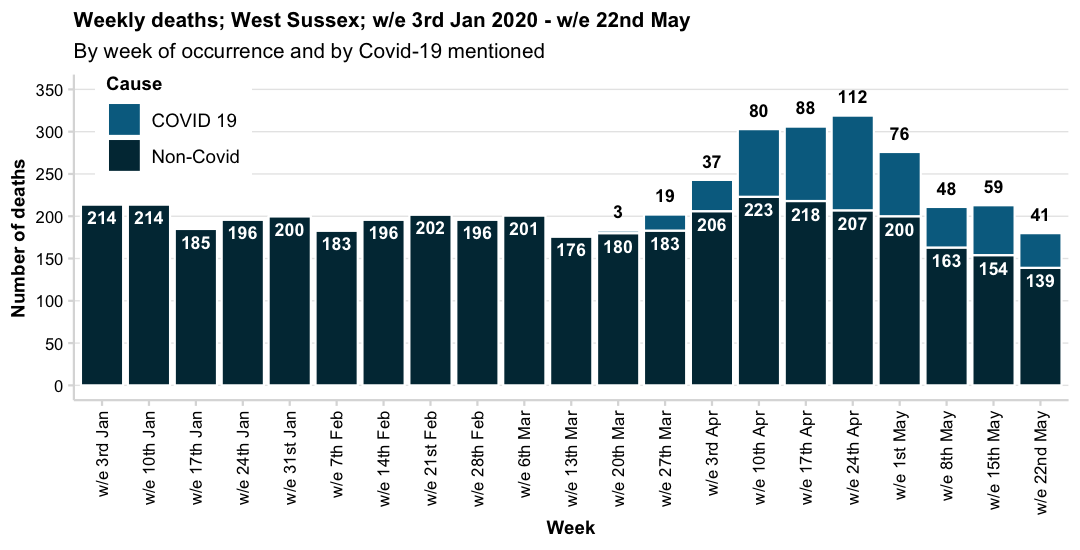 Weekly deaths; West Sussex; w/e 3rd Jan 2020 - w/e 22nd May
By week of occurrence and by Covid-19 mentioned
Cause
COVID 19
Non-Covid
Number of deaths
350
300
250
200
150
100
50
0
80 88 112
37 76
3 19 48 59 41
214 214 185 196 200 183 196 202 196 201 176 180 183 206 223 218 207 200 163 154 139
w/e 3rd Jan
w/e 10th Jan
w/e 17th Jan
w/e 24th Jan
w/e 31st Jan
w/e 7th Feb
w/e 14th Feb
w/e 21st Feb
w/e 28th Feb
w/e 6th Mar
w/e 13th Mar
w/e 20th Mar
w/e 27th Mar
w/e 3rd Apr
w/e 10th Apr
w/e 17th Apr
w/e 24th Apr
w/e 1st May
w/e 8th May
w/e 15th May
w/e 22nd May
Week